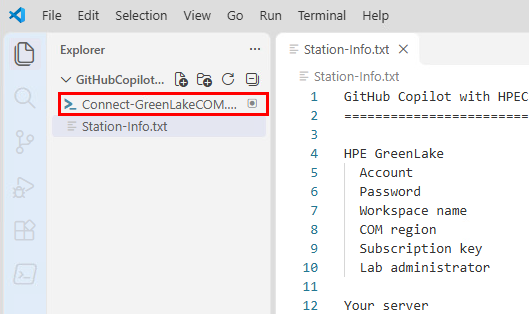 File Edit Selection View Go Run Terminal Help
Explorer
GitHubCopilot...
Connect-GreenLakeCOM....
Station-Info.txt
Station-Info.txt
Station-Info.txt
1 GitHub Copilot with HPEC
2 ========================
3
4 HPE GreenLake
5 Account
6 Password
7 Workspace name
8 COM region
9 Subscription key
10 Lab administrator
11
12 Your server